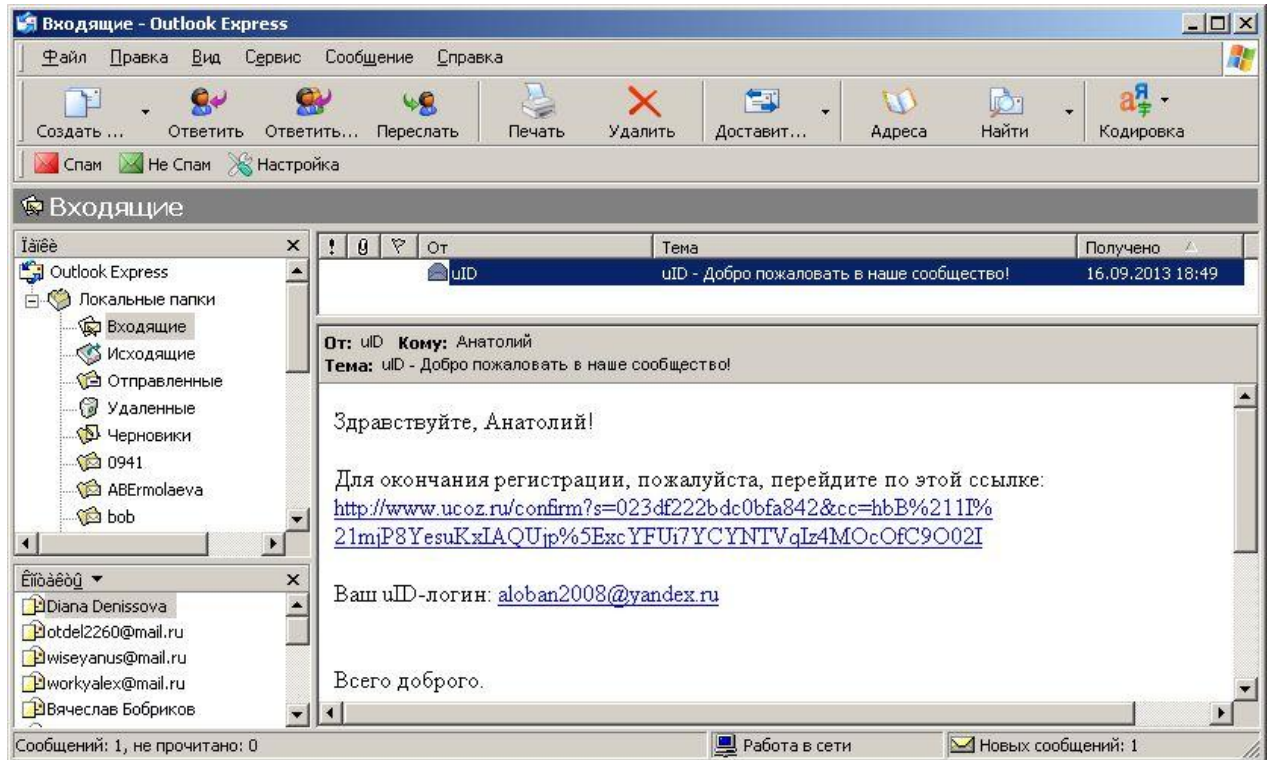 Входящие - Outlook Express
Файл Правка Вид Сервис Сообщение Справка
Создать ... Ответить Ответить... Переслать Печать Удалить Доставит... Адреса Найти Кодировка
Спам Не Спам Настройка
Входящие
Ïàïêè
Outlook Express
Локальные папки
Входящие
Исходящие
Отправленные
Удаленные
Черновики
0941
ABErmolaeva
bob
Êîíòàêòû
Diana Denissova
otdel2260@mail.ru
wiseyanus@mail.ru
workyalex@mail.ru
Вячеслав Бобриков
От Тема Получено
uID uID - Добро пожаловать в наше сообщество! 16.09.2013 18:49
От: uID Кому: Анатолий
Тема: uID - Добро пожаловать в наше сообщество!
Здравствуйте, Анатолий!
Для окончания регистрации, пожалуйста, перейдите по этой ссылке:
http://www.ucoz.ru/confirm?s=023df222bdc0bfa842&cc=hbB%211I%
21mjP8YesuKxIAQUjp%5ExcYFUi7YCYNTVqIz4MOcOfC9O02I
Ваш uID-логин: aloban2008@yandex.ru
Всего доброго.
Сообщений: 1, не прочитано: 0 Работа в сети Новых сообщений: 1